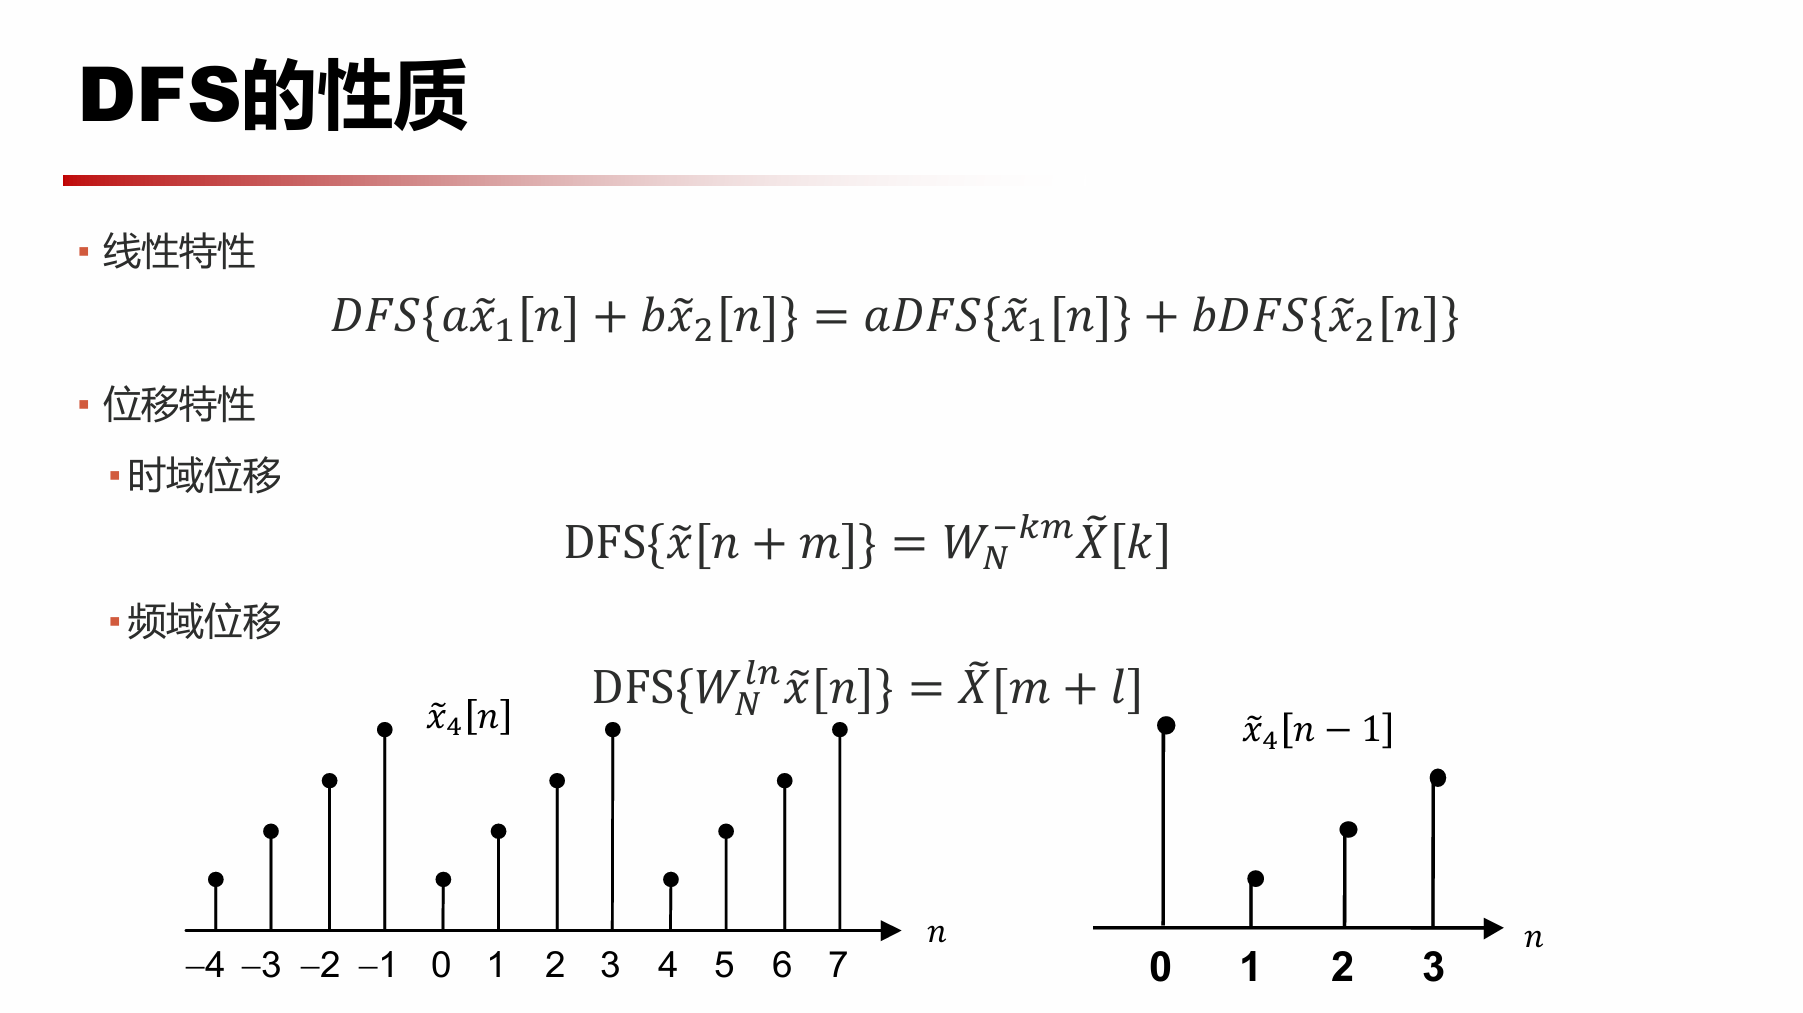 DFS的性质
▪ 线性特性
DFS{ax̃₁[n] + bx̃₂[n]} = aDFS{x̃₁[n]} + bDFS{x̃₂[n]}
▪ 位移特性
▪ 时域位移
DFS{x̃[n + m]} = W_N^{−km} X̃[k]
▪ 频域位移
DFS{W_N^{ln} x̃[n]} = X̃[m + l]
x̃₄[n]
x̃₄[n − 1]
n
–4 –3 –2 –1 0 1 2 3 4 5 6 7
n
0 1 2 3